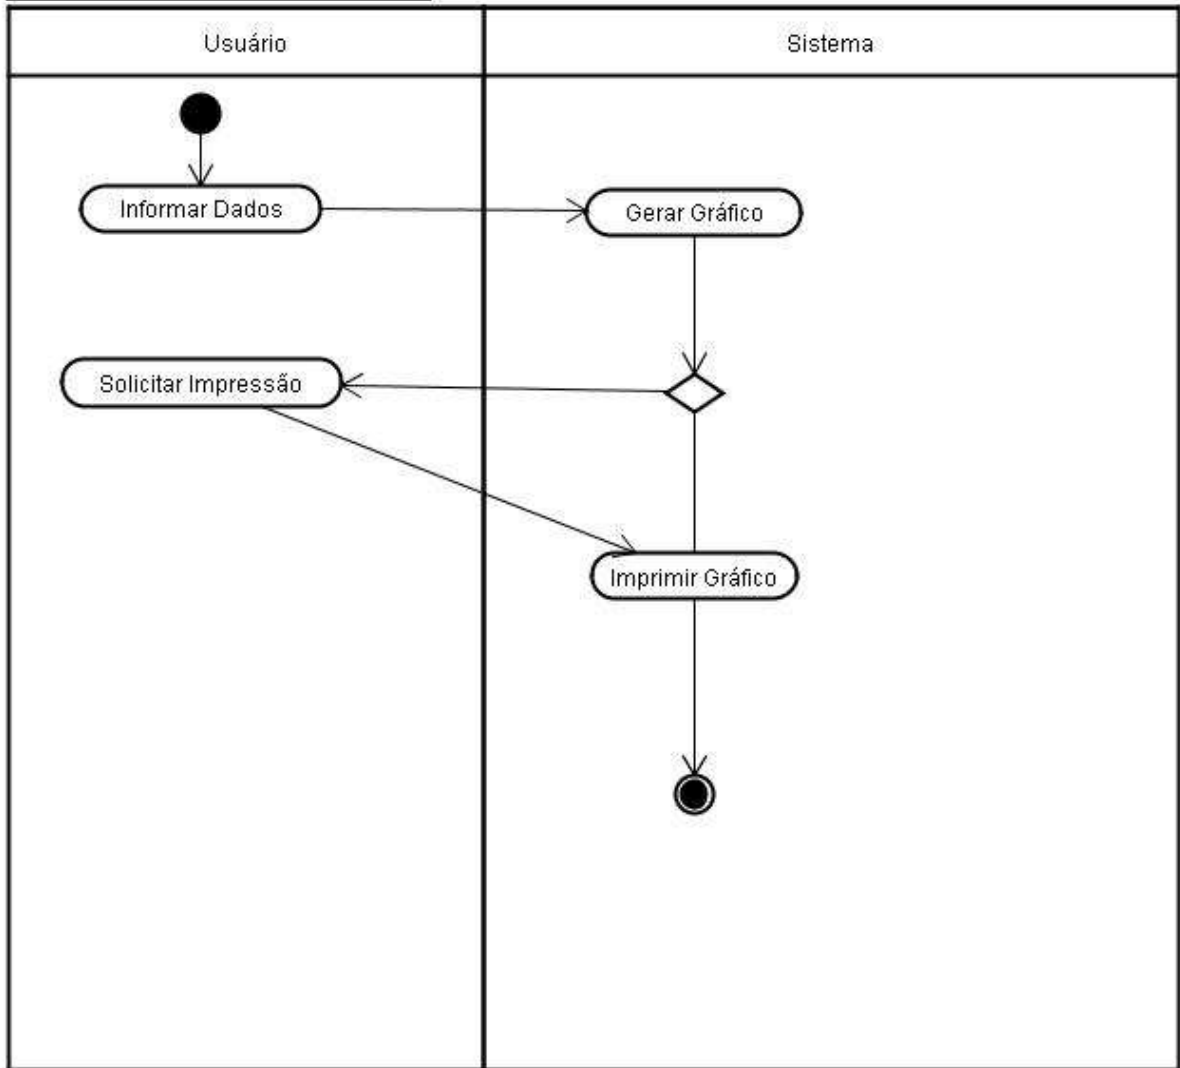 Usuário
Sistema
Informar Dados
Gerar Gráfico
Solicitar Impressão
Imprimir Gráfico